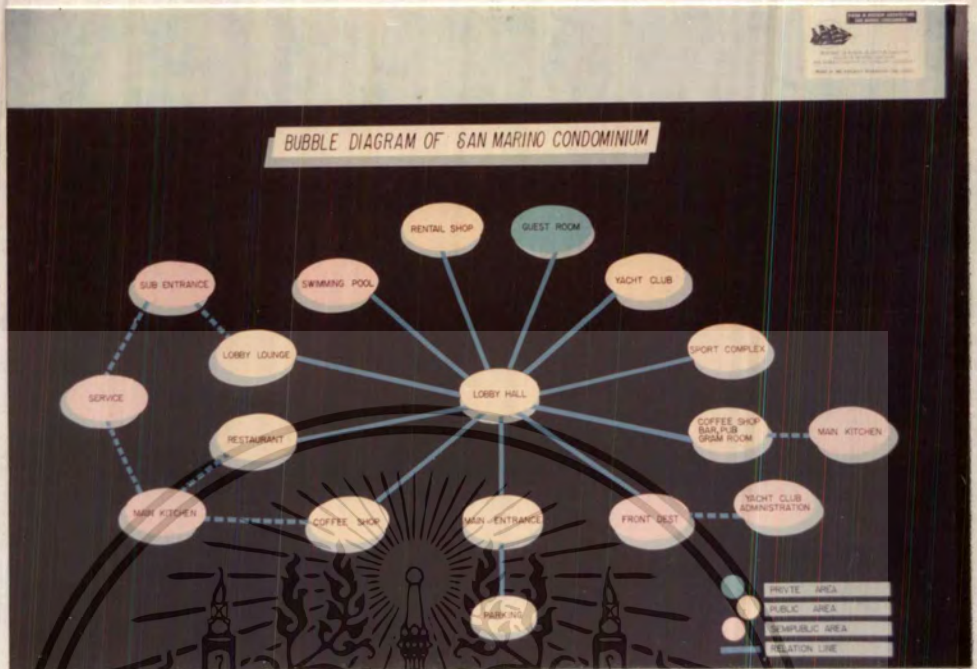 BUBBLE DIAGRAM OF SAN MARINO CONDOMINIUM
RENTAIL SHOP
GUEST ROOM
SUB ENTRANCE
SWIMMING POOL
YACHT CLUB
LOBBY LOUNGE
SPORT COMPLEX
SERVICE
LOBBY HALL
RESTAURANT
COFFEE SHOP
BAR, PUB
GRAM ROOM
MAIN KITCHEN
MAIN KITCHEN
COFFEE SHOP
MAIN ENTRANCE
FRONT DEST
YACHT CLUB
ADMINISTRATION
PARKING
PRIVTE AREA
PUBLIC AREA
SEMIPUBLIC AREA
RELATION LINE